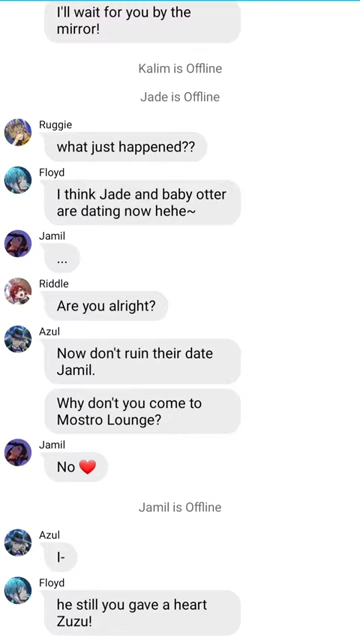 I'll wait for you by the
mirror!
Kalim is Offline
Jade is Offline
Ruggie
what just happened??
Floyd
I think Jade and baby otter
are dating now hehe~
Jamil
...
Riddle
Are you alright?
Azul
Now don't ruin their date
Jamil.
Why don't you come to
Mostro Lounge?
Jamil
No ❤️
Jamil is Offline
Azul
I-
Floyd
he still you gave a heart
Zuzu!